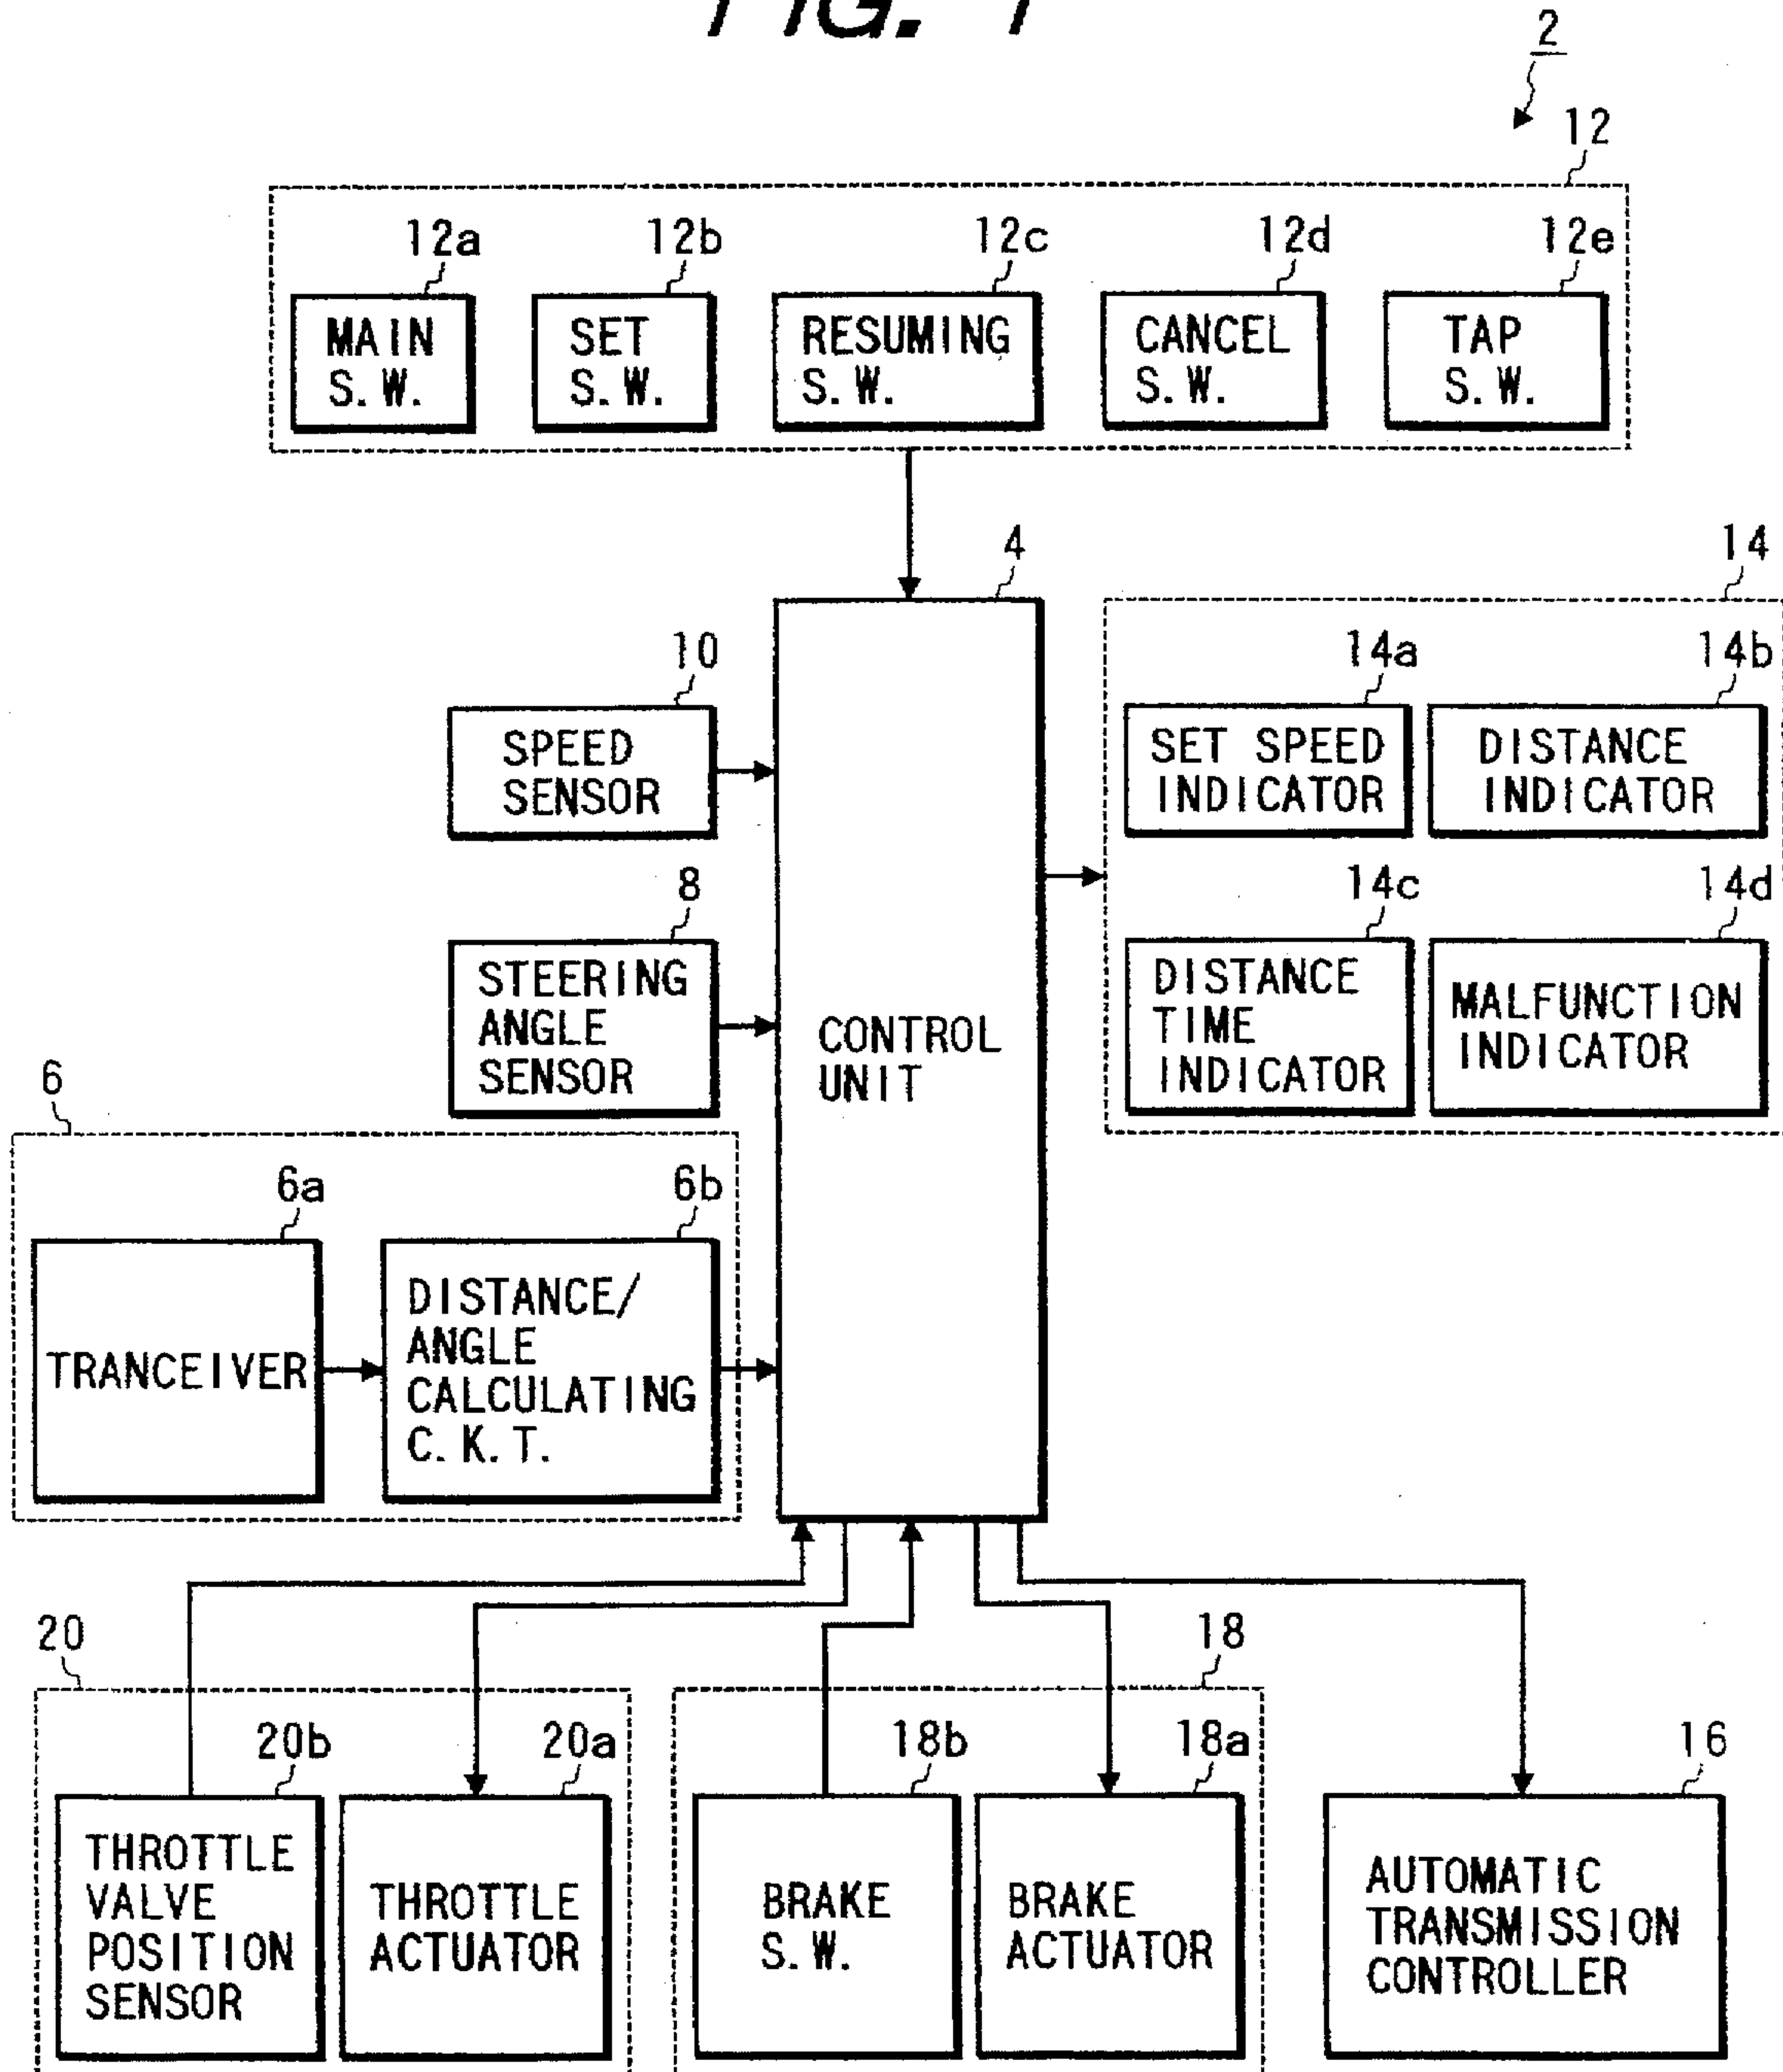 FIG. 1
2
12
12a
12b
12c
12d
12e
MAIN
S.W.
SET
S.W.
RESUMING
S.W.
CANCEL
S.W.
TAP
S.W.
4
14
10
14a
14b
SPEED
SENSOR
SET SPEED
INDICATOR
DISTANCE
INDICATOR
8
14c
14d
STEERING
ANGLE
SENSOR
CONTROL
UNIT
DISTANCE
TIME
INDICATOR
MALFUNCTION
INDICATOR
6
6a
6b
TRANCEIVER
DISTANCE/
ANGLE
CALCULATING
C.K.T.
20
18
20b
20a
18b
18a
16
THROTTLE
VALVE
POSITION
SENSOR
THROTTLE
ACTUATOR
BRAKE
S.W.
BRAKE
ACTUATOR
AUTOMATIC
TRANSMISSION
CONTROLLER